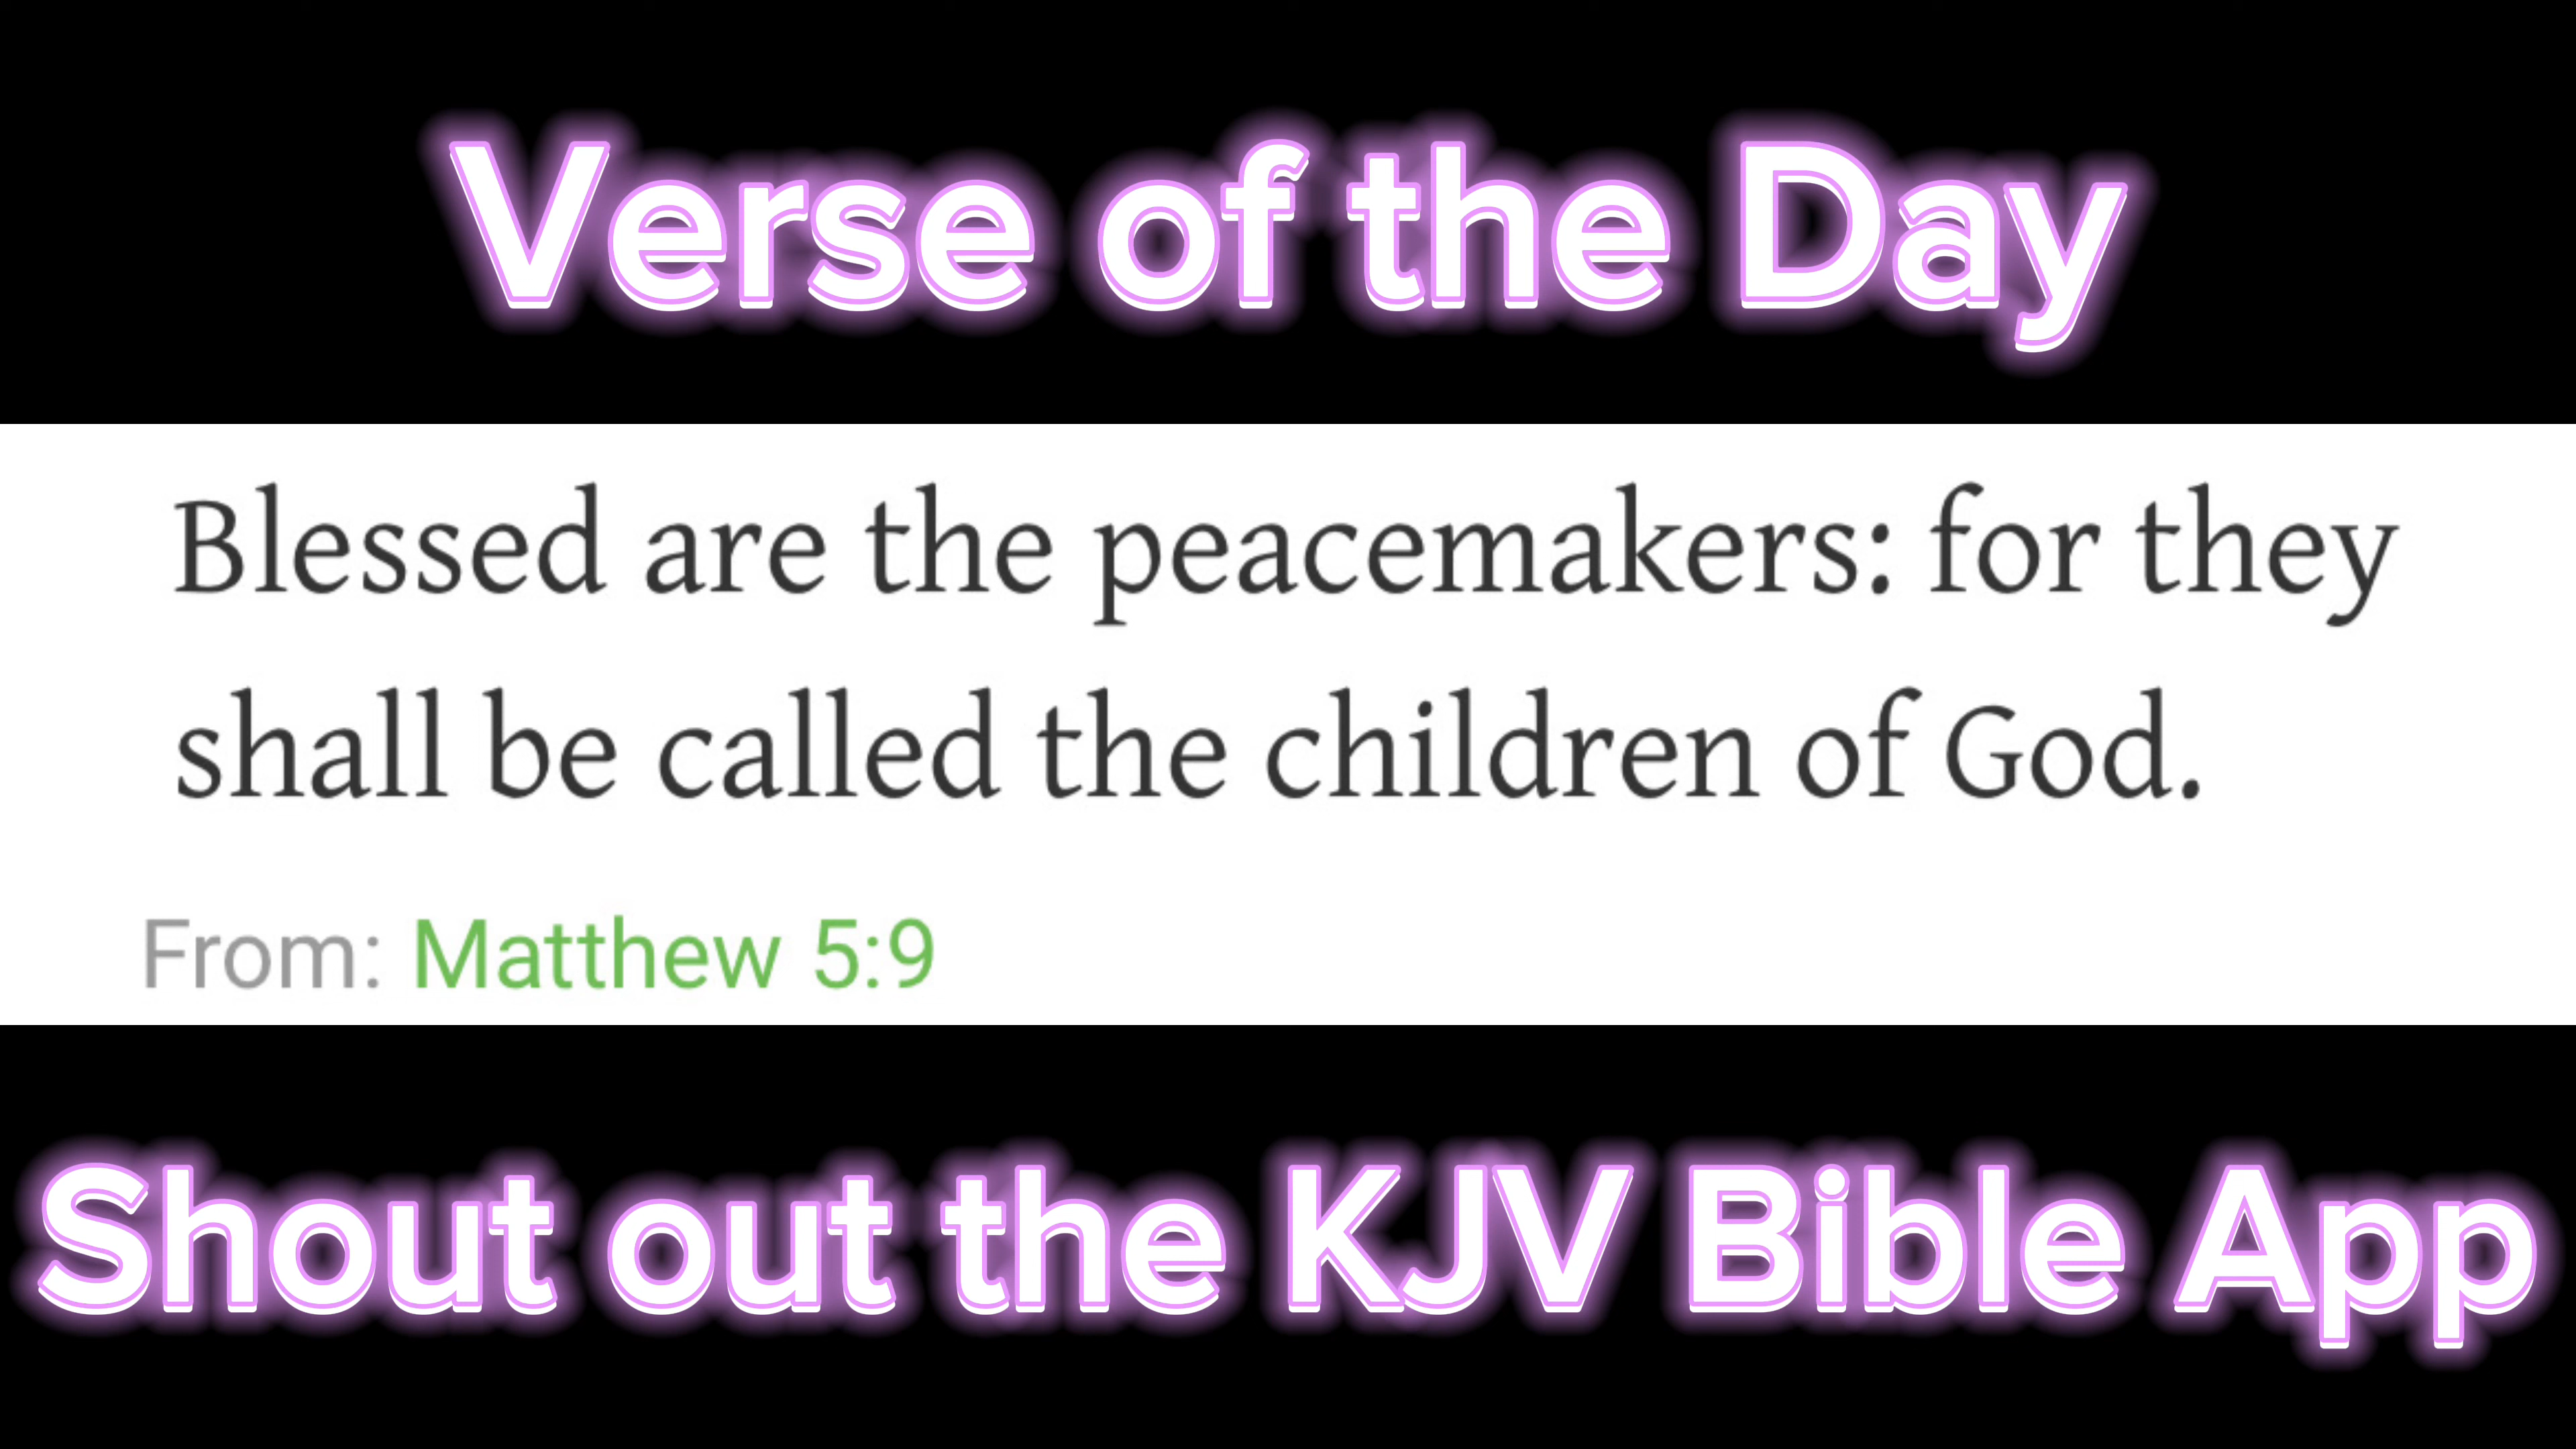 Verse of the Day
Blessed are the peacemakers: for they
shall be called the children of God.
From: Matthew 5:9
Shout out the KJV Bible App